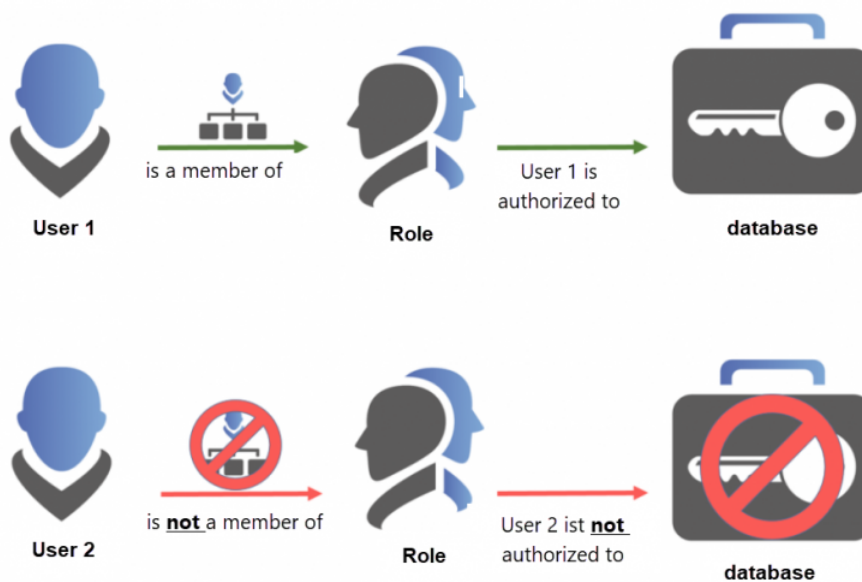 is a member of
User 1 is
authorized to
User 1
Role
database
is not a member of
User 2 ist not
authorized to
User 2
Role
database